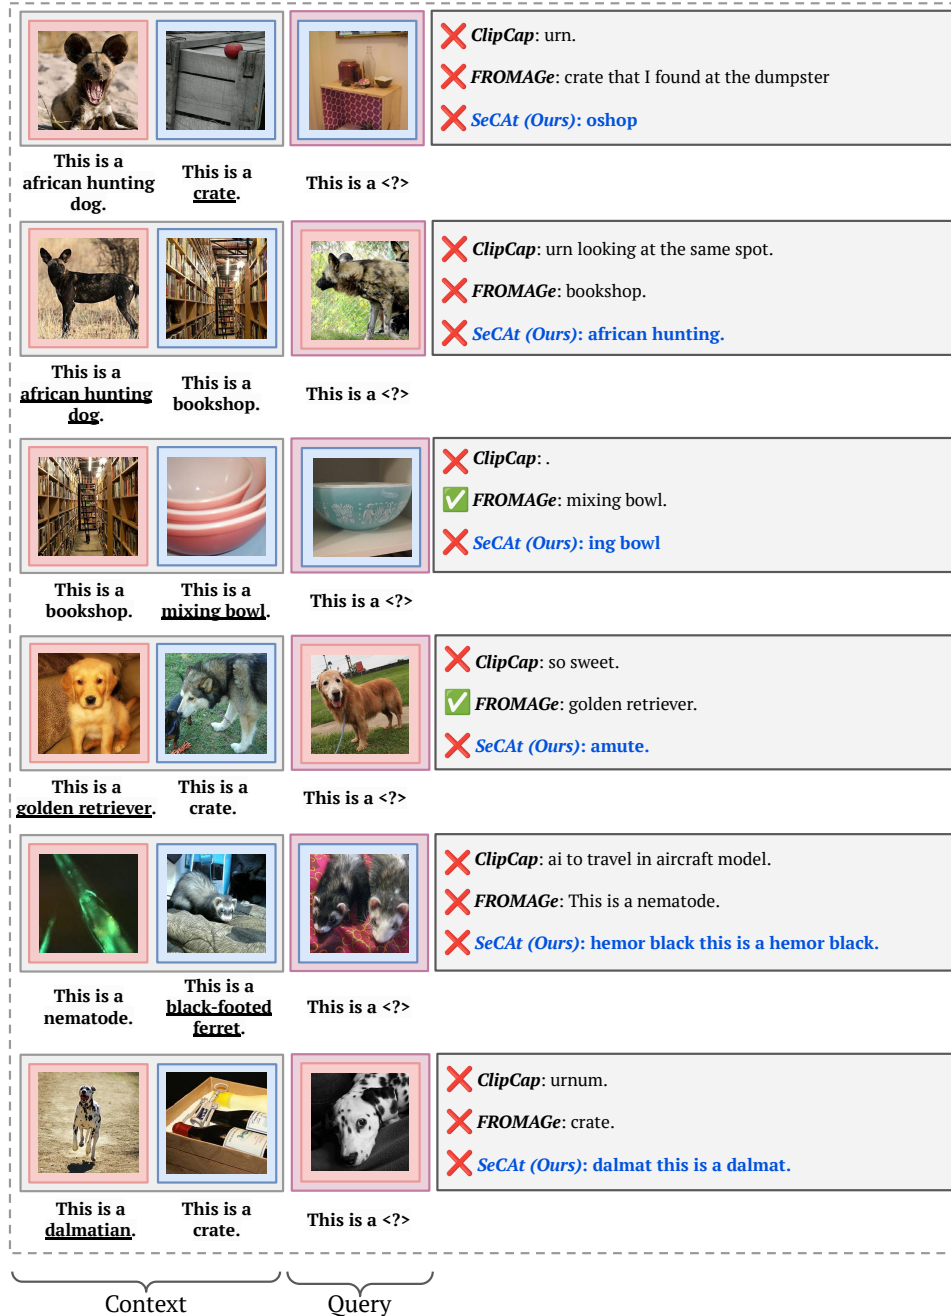 ClipCap: urn.
FROMAGe: crate that I found at the dumpster
SeCAt (Ours): oshop
This is a
african hunting
dog.
This is a
crate.
This is a <?>
ClipCap: urn looking at the same spot.
FROMAGe: bookshop.
SeCAt (Ours): african hunting.
This is a
african hunting
dog.
This is a
bookshop.
This is a <?>
ClipCap: .
FROMAGe: mixing bowl.
SeCAt (Ours): ing bowl
This is a
bookshop.
This is a
mixing bowl.
This is a <?>
ClipCap: so sweet.
FROMAGe: golden retriever.
SeCAt (Ours): amute.
This is a
golden retriever.
This is a
crate.
This is a <?>
ClipCap: ai to travel in aircraft model.
FROMAGe: This is a nematode.
SeCAt (Ours): hemor black this is a hemor black.
This is a
nematode.
This is a
black-footed
ferret.
This is a <?>
ClipCap: urnum.
FROMAGe: crate.
SeCAt (Ours): dalmat this is a dalmat.
This is a
dalmatian.
This is a
crate.
This is a <?>
Context
Query